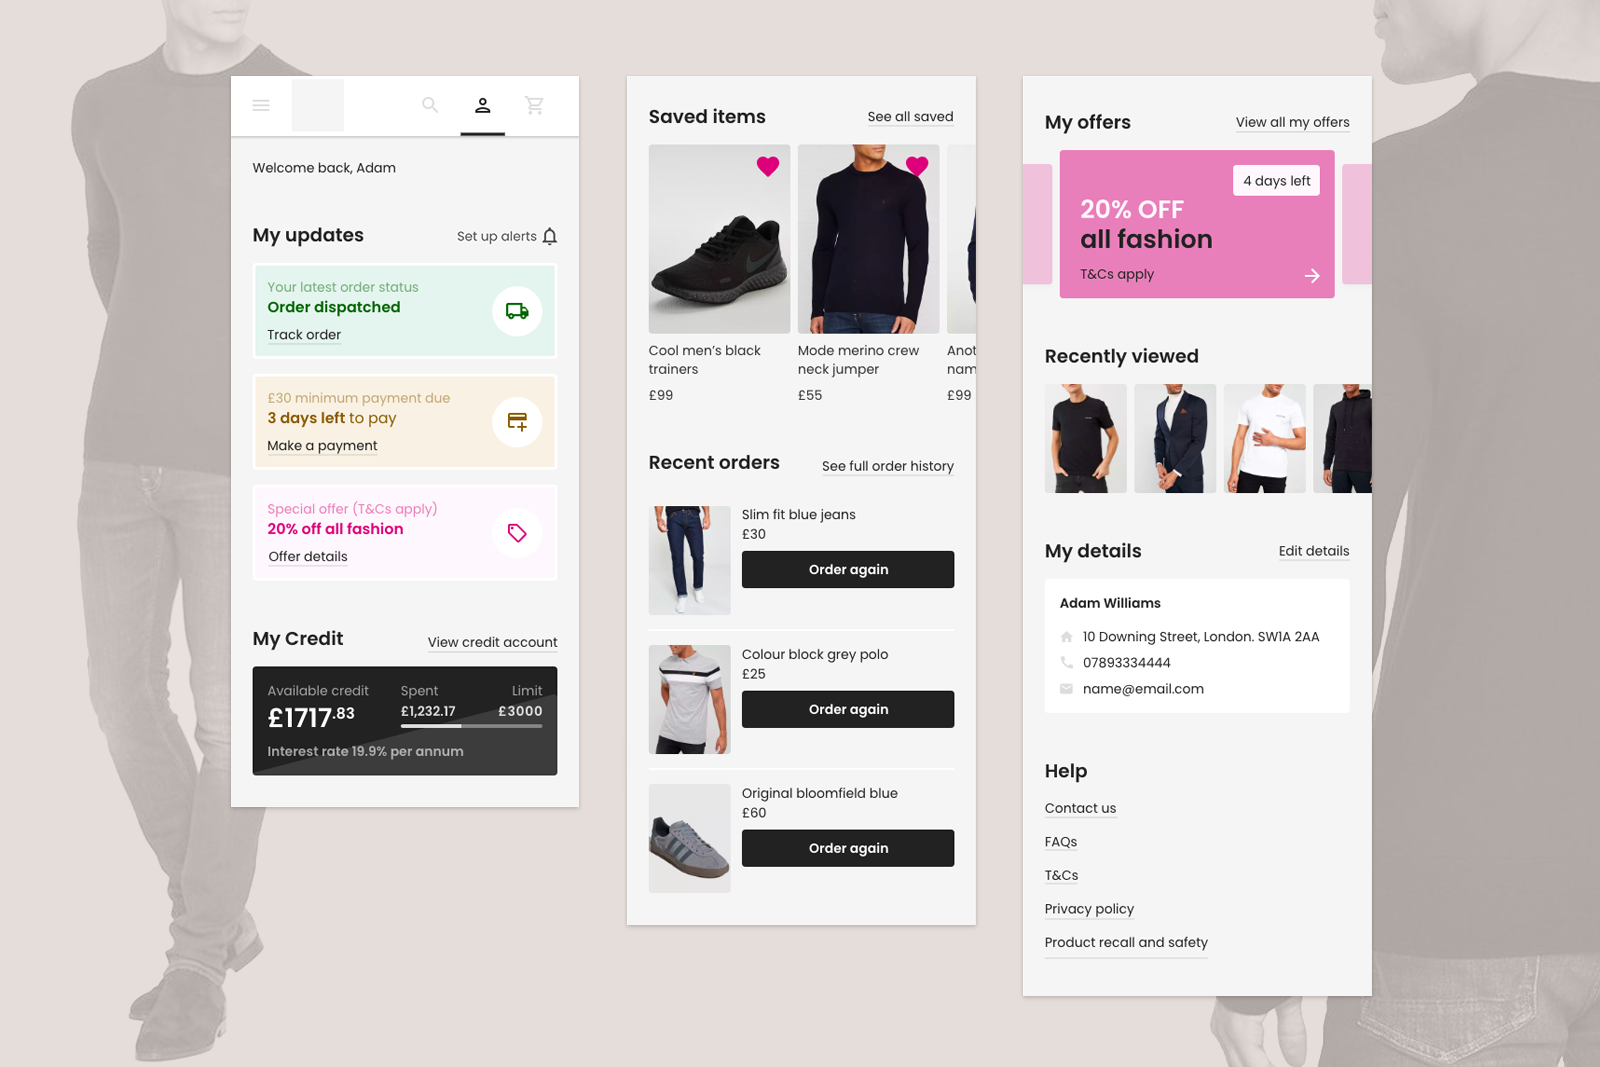 Welcome back, Adam
My updates
Set up alerts
Your latest order status
Order dispatched
Track order
£30 minimum payment due
3 days left to pay
Make a payment
Special offer (T&Cs apply)
20% off all fashion
Offer details
My Credit
View credit account
Available credit
Spent
Limit
£1717.83
£1,232.17
£3000
Interest rate 19.9% per annum
Saved items
See all saved
Cool men's black
trainers
£99
Mode merino crew
neck jumper
£55
Anot
nam
£99
Recent orders
See full order history
Slim fit blue jeans
£30
Order again
Colour block grey polo
£25
Order again
Original bloomfield blue
£60
Order again
My offers
View all my offers
4 days left
20% OFF
all fashion
T&Cs apply
Recently viewed
My details
Edit details
Adam Williams
10 Downing Street, London. SW1A 2AA
07893334444
name@email.com
Help
Contact us
FAQs
T&Cs
Privacy policy
Product recall and safety